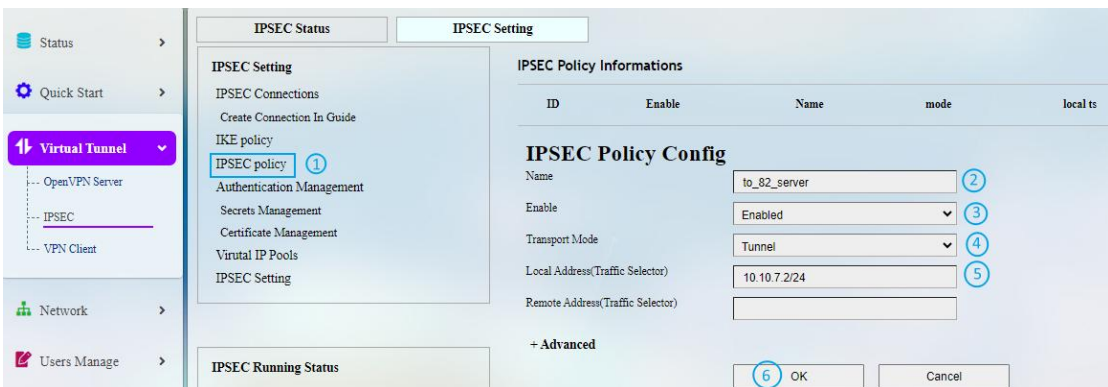 IPSEC Status
IPSEC Setting
Status
Quick Start
Virtual Tunnel
OpenVPN Server
IPSEC
VPN Client
Network
Users Manage
IPSEC Setting
IPSEC Connections
Create Connection In Guide
IKE policy
IPSEC policy 1
Authentication Management
Secrets Management
Certificate Management
Virutal IP Pools
IPSEC Setting
IPSEC Running Status
IPSEC Policy Informations
ID Enable Name mode local ts
IPSEC Policy Config
Name to_82_server 2
Enable Enabled 3
Transport Mode Tunnel 4
Local Address(Traffic Selector) 10.10.7.2/24 5
Remote Address(Traffic Selector)
+ Advanced
6 OK Cancel